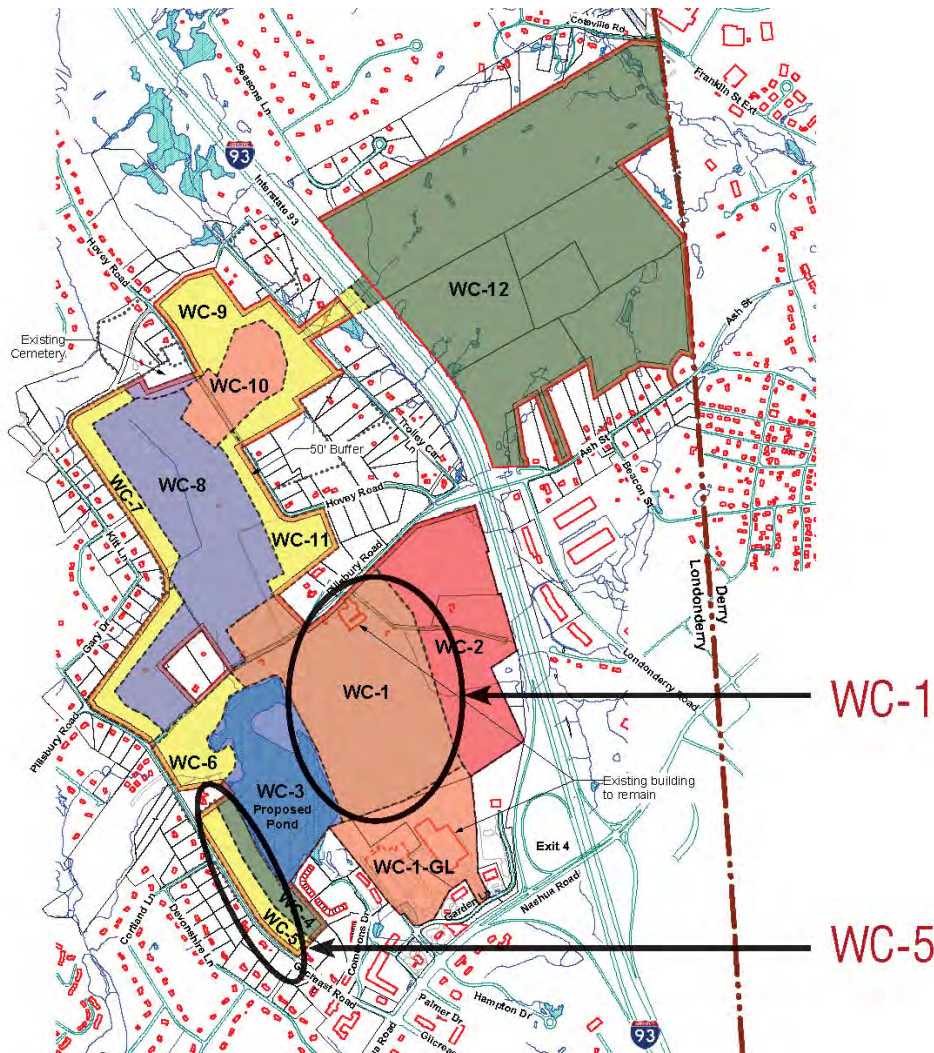 Coteville Rd
Franklin St Ext
Seasons Ln
INTERSTATE
93
Interstate 93
Hovey Road
WC-9
WC-12
Ash St
Existing
Cemetery
WC-10
50' Buffer
Trolley Car
Ln
Ash St
Beacon St
WC-8
WC-7
Hovey Road
Kitt Ln
WC-11
Pillsbury Road
Derry
Londonderry
Gary Dr
WC-2
Londonderry Road
WC-1
WC-1
Pillsbury Road
WC-6
WC-3
Proposed
Pond
Existing building
to remain
Exit 4
WC-1-GL
Nashua Road
Garden Ln
Cortland Ln
Devonshire Ln
WC-4
WC-5
Commons Dr
WC-5
Gilcreast Road
Palmer Dr
Hampton Dr
Gilcrea
93